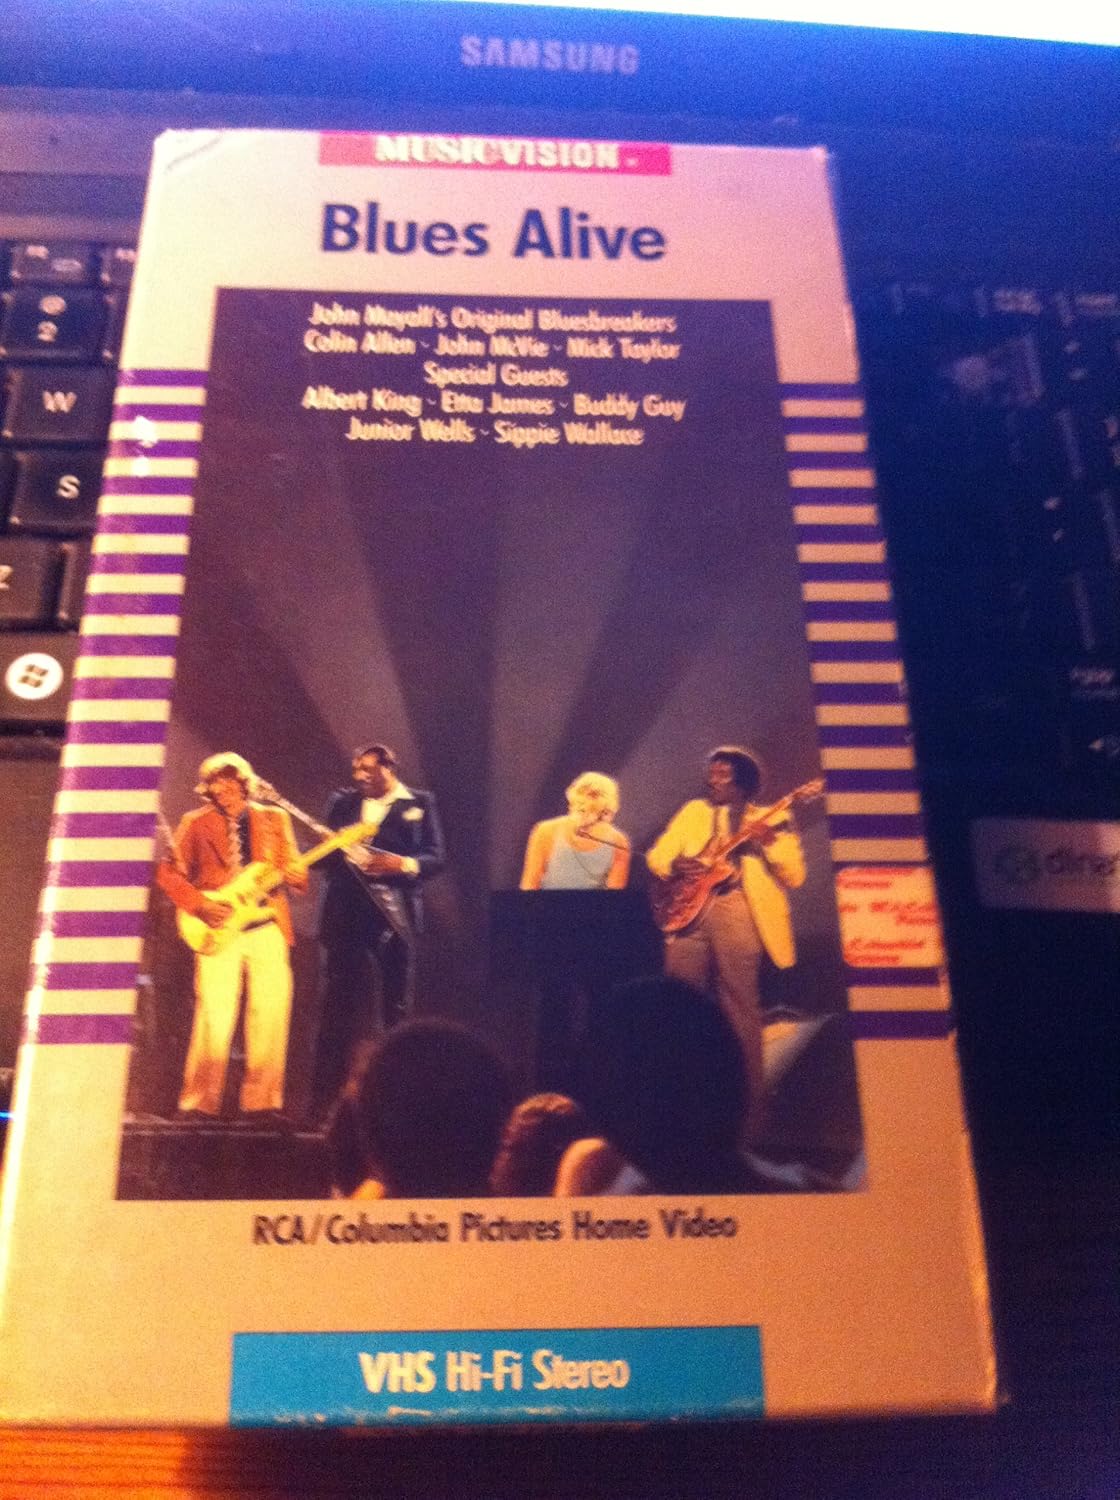 SAMSUNG
MUSICVISION
Blues Alive
John Mayall's Original Bluesbreakers
Colin Allen - John McVie - Mick Taylor
Special Guests
Albert King - Etta James - Buddy Guy
Junior Wells - Sippie Wallace
2
W
S
Z
RCA/Columbia Pictures Home Video
VHS Hi-Fi Stereo